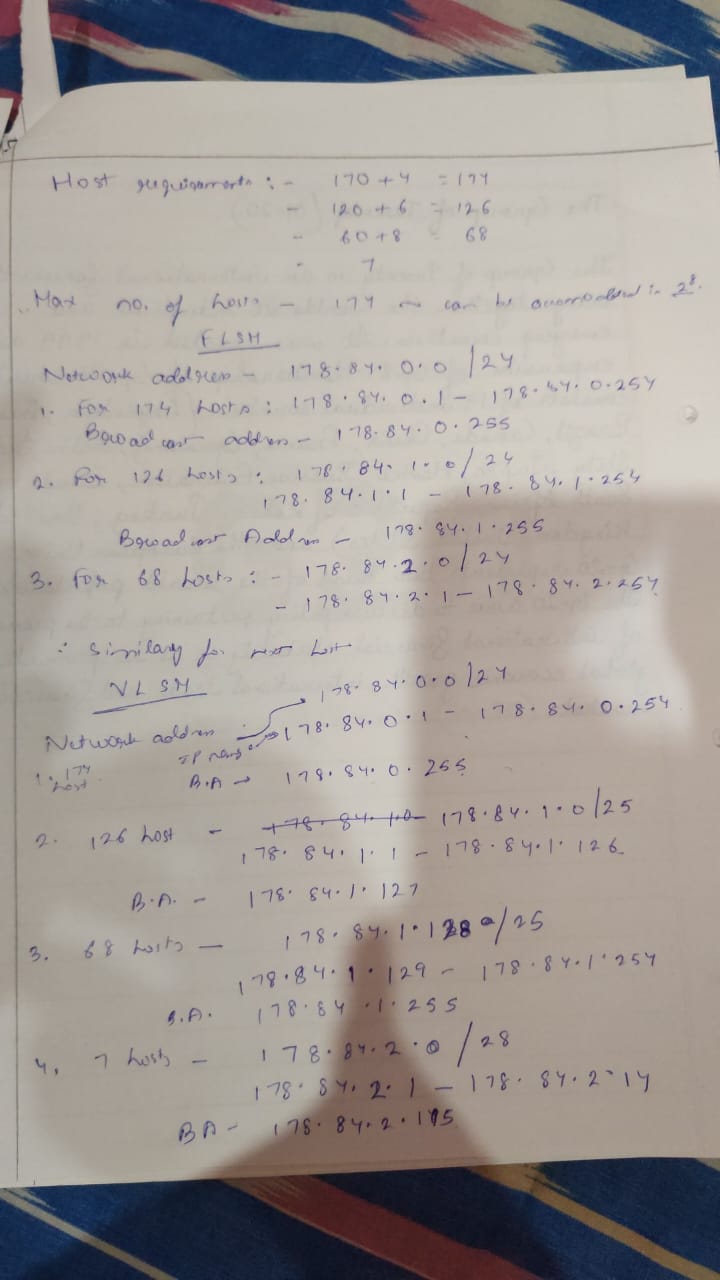 Host requirements :- 170 + 4 = 174
- 120 + 6 = 126
- 60 + 8 = 68
- 7
Max no. of hosts - 174 can be in 2⁸.
FLSM
Network address - 178.84.0.0 /24
1. For 174 hosts : 178.84.0.1 - 178.84.0.254
Broadcast address - 178.84.0.255
2. For 126 hosts : 178.84.1.0 / 24
178.84.1.1 - 178.84.1.254
Broadcast Address - 178.84.1.255
3. For 68 hosts :- 178.84.2.0 / 24
- 178.84.2.1 - 178.84.2.254
∴ Similary for next host
VLSM
Network address 178.84.0.0 /24
IP range 178.84.0.1 - 178.84.0.254
1. 174 host B.A → 178.84.0.255
2. 126 host - 178.84.1.0 /25
178.84.1.1 - 178.84.1.126
B.A. - 178.84.1.127
3. 68 hosts - 178.84.1.128 /25
178.84.1.129 - 178.84.1.254
B.A. 178.84.1.255
4. 7 hosts - 178.84.2.0 / 28
178.84.2.1 - 178.84.2.14
BA - 178.84.2.15